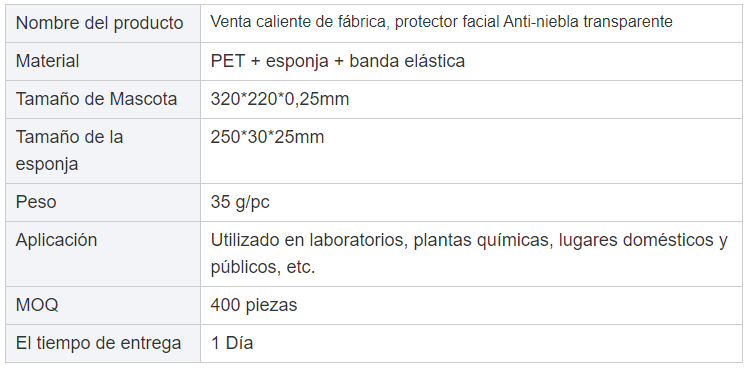 Nombre del producto Venta caliente de fábrica, protector facial Anti-niebla transparente
Material PET + esponja + banda elástica
Tamaño de Mascota 320*220*0,25mm
Tamaño de la 250*30*25mm
esponja
Peso 35 g/pc
Aplicación Utilizado en laboratorios, plantas químicas, lugares domésticos y
públicos, etc.
MOQ 400 piezas
El tiempo de entrega 1 Día